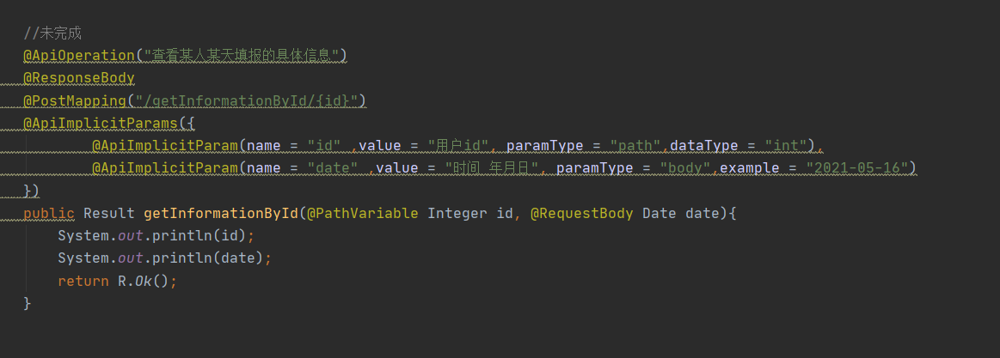 //未完成
@ApiOperation("查看某人某天填报的具体信息")
@ResponseBody
@PostMapping("/getInformationById/{id}")
@ApiImplicitParams({
@ApiImplicitParam(name = "id" ,value = "用户id", paramType = "path",dataType = "int"),
@ApiImplicitParam(name = "date" ,value = "时间 年月日", paramType = "body",example = "2021-05-16")
})
public Result getInformationById(@PathVariable Integer id, @RequestBody Date date){
System.out.println(id);
System.out.println(date);
return R.Ok();
}